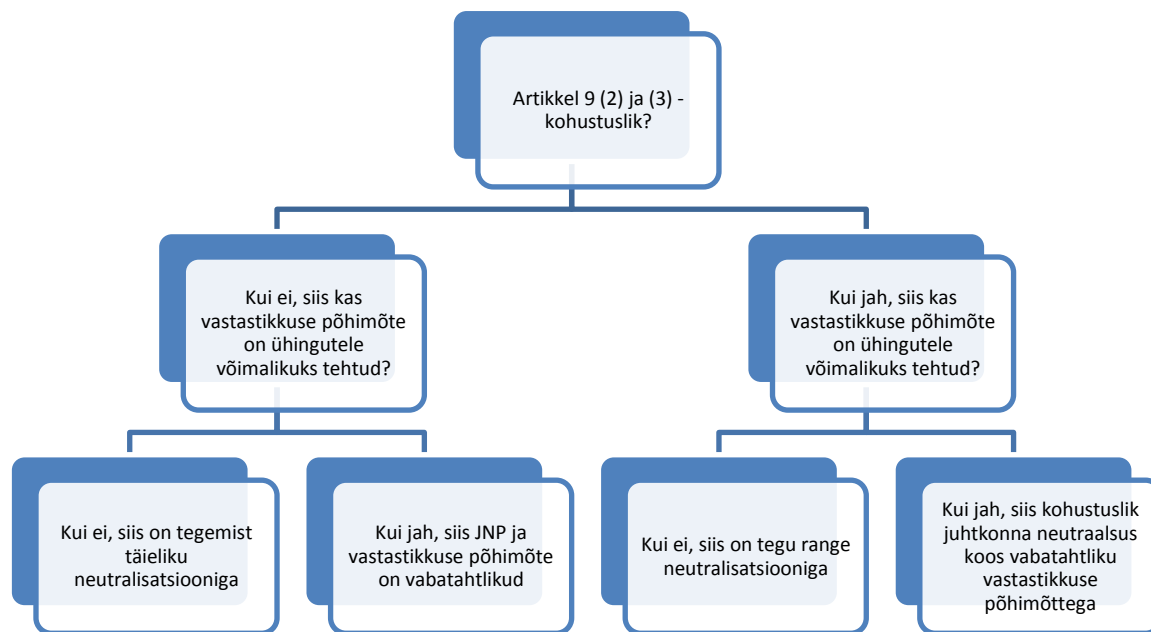 Artikkel 9 (2) ja (3) -
kohustuslik?
Kui ei, siis kas
vastastikkuse põhimõte
on ühingutele
võimalikuks tehtud?
Kui jah, siis kas
vastastikkuse põhimõte
on ühingutele
võimalikuks tehtud?
Kui ei, siis on tegemist
täieliku
neutralisatsiooniga
Kui jah, siis JNP ja
vastastikkuse põhimõte
on vabatahtlikud
Kui ei, siis on tegu range
neutralisatsiooniga
Kui jah, siis kohustuslik
juhtkonna neutraalsus
koos vabatahtliku
vastastikkuse
põhimõttega